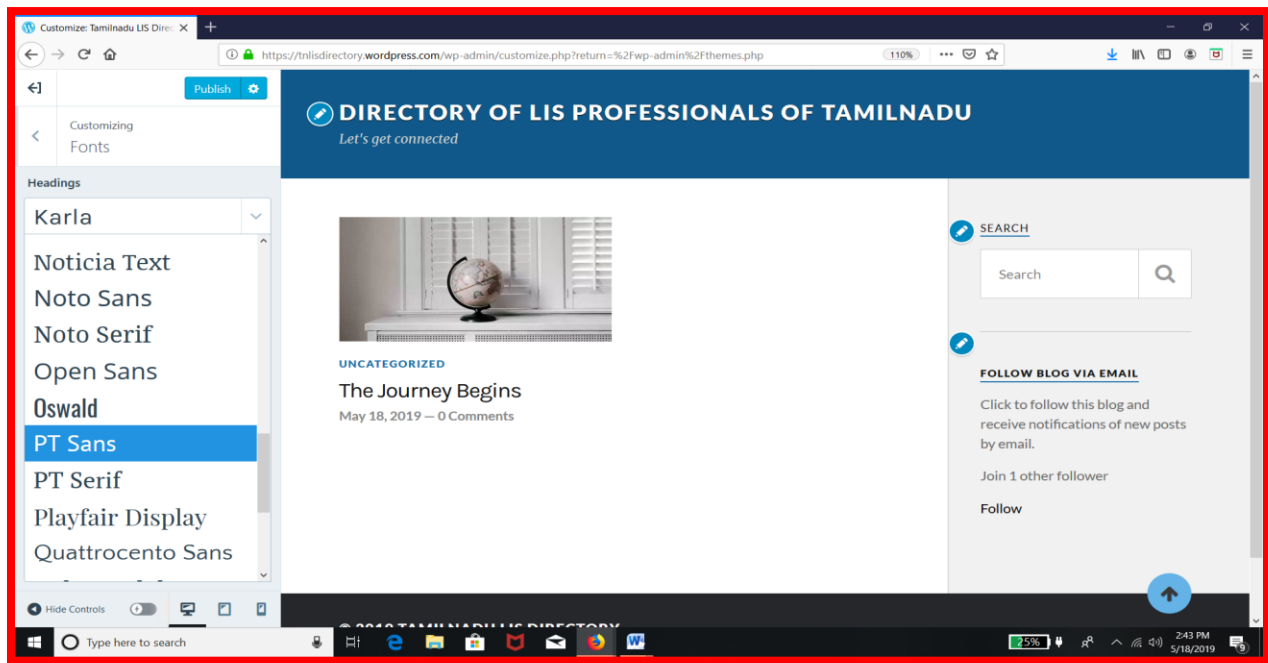 Customize: Tamilnadu LIS Direc
https://tnlisdirectory.wordpress.com/wp-admin/customize.php?return=%2Fwp-admin%2Fthemes.php
110%
Publish
Customizing
Fonts
Headings
Karla
Noticia Text
Noto Sans
Noto Serif
Open Sans
Oswald
PT Sans
PT Serif
Playfair Display
Quattrocento Sans
Hide Controls
DIRECTORY OF LIS PROFESSIONALS OF TAMILNADU
Let's get connected
UNCATEGORIZED
The Journey Begins
May 18, 2019 — 0 Comments
SEARCH
Search
FOLLOW BLOG VIA EMAIL
Click to follow this blog and
receive notifications of new posts
by email.
Join 1 other follower
Follow
© 2019 TAMILNADU LIS DIRECTORY
Type here to search
25%
2:43 PM
5/18/2019
9